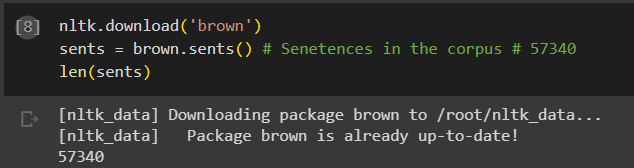 [8] nltk.download('brown')
sents = brown.sents() # Senetences in the corpus # 57340
len(sents)
[nltk_data] Downloading package brown to /root/nltk_data...
[nltk_data]   Package brown is already up-to-date!
57340